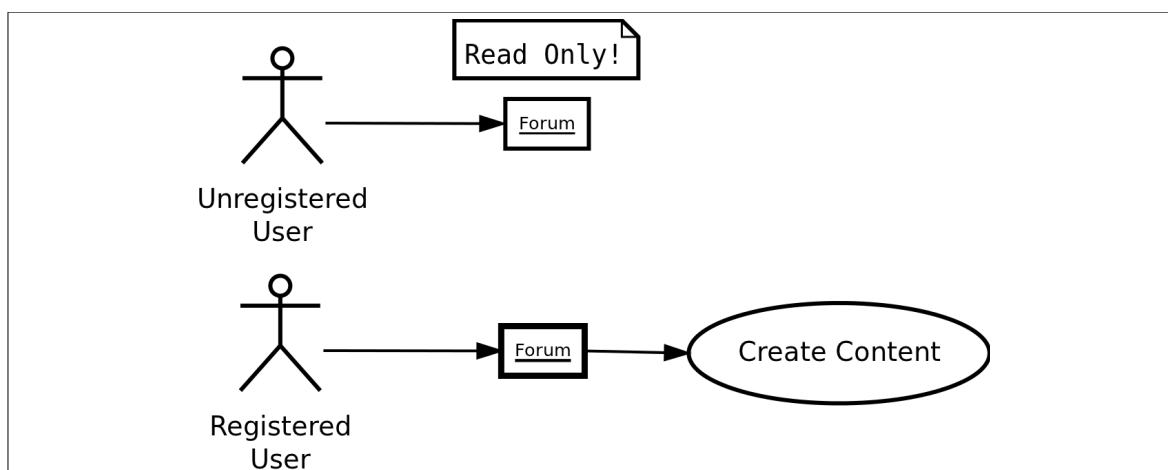 Read Only!
Forum
Unregistered
User
Forum
Create Content
Registered
User